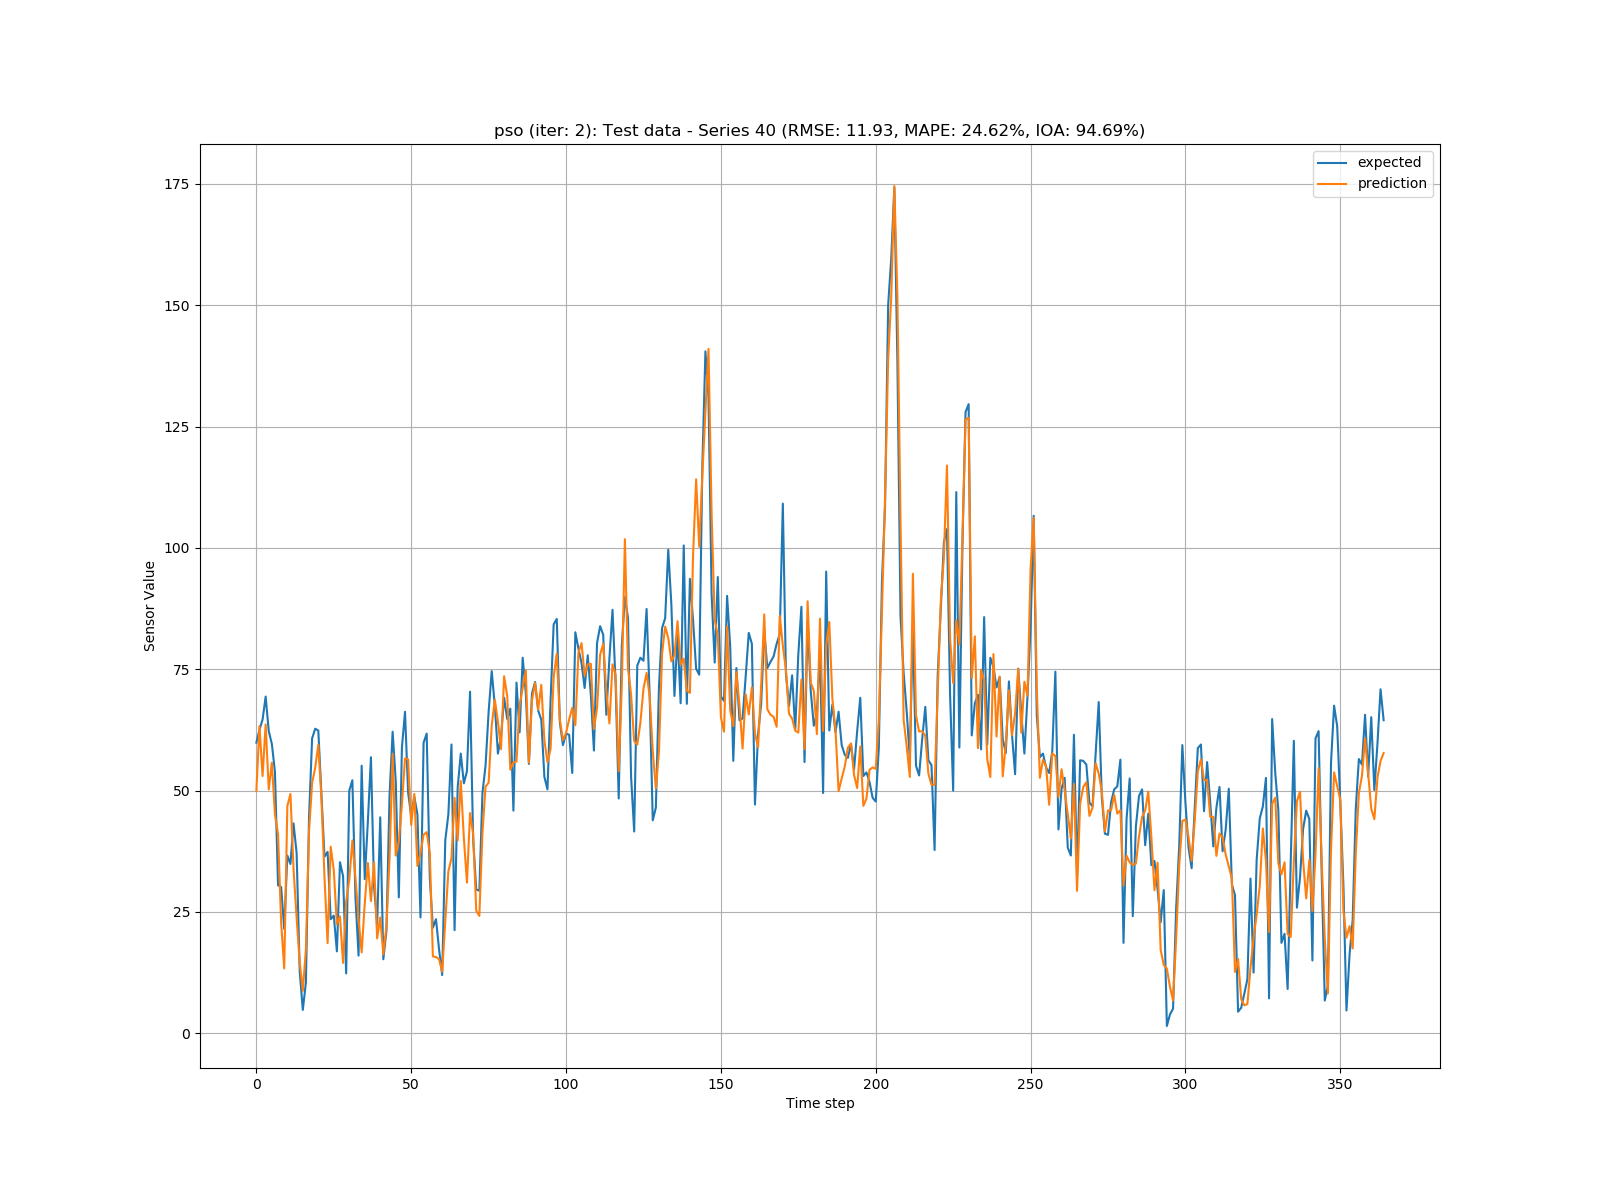 pso (iter: 2): Test data - Series 40 (RMSE: 11.93, MAPE: 24.62%, IOA: 94.69%)
expected
prediction
175
150
125
100
75
50
25
0
Sensor Value
0 50 100 150 200 250 300 350
Time step